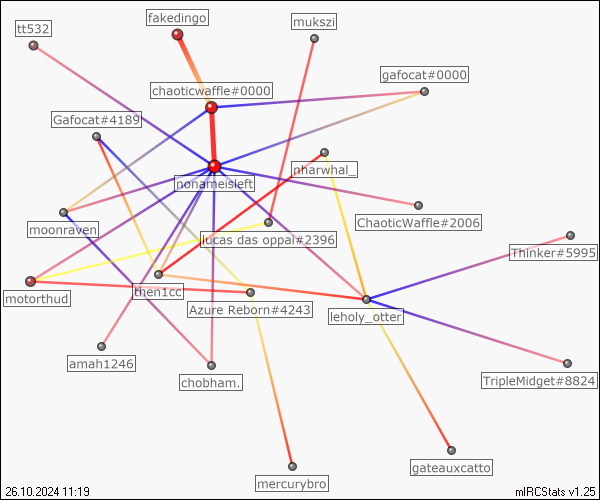 fakedingo
mukszi
tt532
gafocat#0000
chaoticwaffle#0000
Gafocat#4189
nharwhal_
nonameisleft
ChaoticWaffle#2006
moonraven
lucas das oppai#2396
Thinker#5995
then1cc
motorthud
Azure Reborn#4243
leholy_otter
amah1246
chobham.
TripleMidget#8824
gateauxcatto
mercurybro
26.10.2024 11:19
mIRCStats v1.25